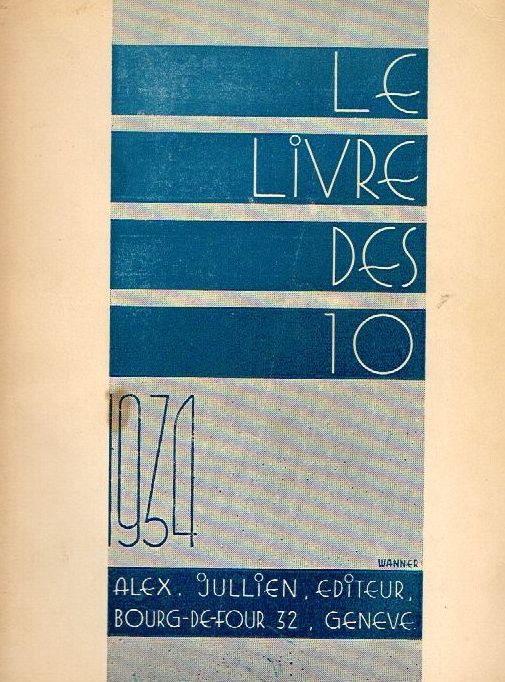 LE
LiVRE
DES
10
1934
WANNER
ALEX. JULLiEN, EDiTEUR,
BOURG-DE-FOUR 32, GENEVE